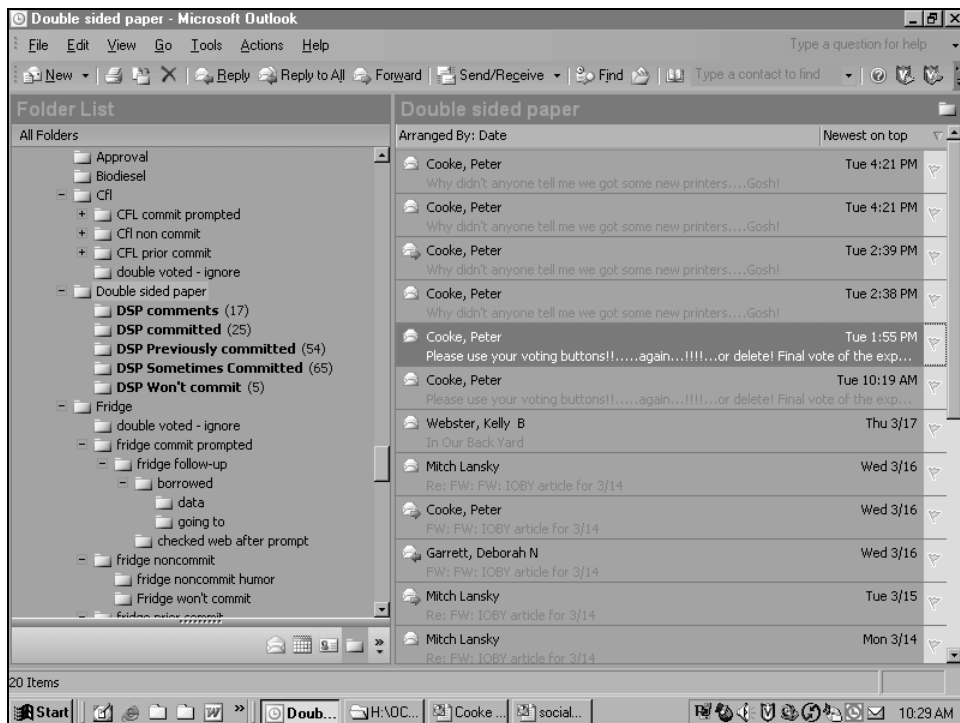 Double sided paper - Microsoft Outlook
File Edit View Go Tools Actions Help Type a question for help
New Reply Reply to All Forward Send/Receive Find Type a contact to find
Folder List
All Folders
Approval
Biodiesel
Cfl
CFL commit prompted
Cfl non commit
CFL prior commit
double voted - ignore
Double sided paper
DSP comments (17)
DSP committed (25)
DSP Previously committed (54)
DSP Sometimes Committed (65)
DSP Won't commit (5)
Fridge
double voted - ignore
fridge commit prompted
fridge follow-up
borrowed
data
going to
checked web after prompt
fridge noncommit
fridge noncommit humor
Fridge won't commit
fridge prior commit
Double sided paper
Arranged By: Date Newest on top
Cooke, Peter Tue 4:21 PM
Why didn't anyone tell me we got some new printers....Gosh!
Cooke, Peter Tue 4:21 PM
Why didn't anyone tell me we got some new printers....Gosh!
Cooke, Peter Tue 2:39 PM
Why didn't anyone tell me we got some new printers....Gosh!
Cooke, Peter Tue 2:38 PM
Why didn't anyone tell me we got some new printers....Gosh!
Cooke, Peter Tue 1:55 PM
Please use your voting buttons!!.....again...!!!!...or delete! Final vote of the exp...
Cooke, Peter Tue 10:19 AM
Please use your voting buttons!!.....again...!!!!...or delete! Final vote of the exp...
Webster, Kelly B Thu 3/17
In Our Back Yard
Mitch Lansky Wed 3/16
Re: FW: FW: IOBY article for 3/14
Cooke, Peter Wed 3/16
FW: FW: IOBY article for 3/14
Garrett, Deborah N Wed 3/16
FW: FW: IOBY article for 3/14
Mitch Lansky Tue 3/15
Re: FW: IOBY article for 3/14
Mitch Lansky Mon 3/14
Re: FW: IOBY article for 3/14
20 Items
Start Doub... H:\OC... Cooke ... social... 10:29 AM